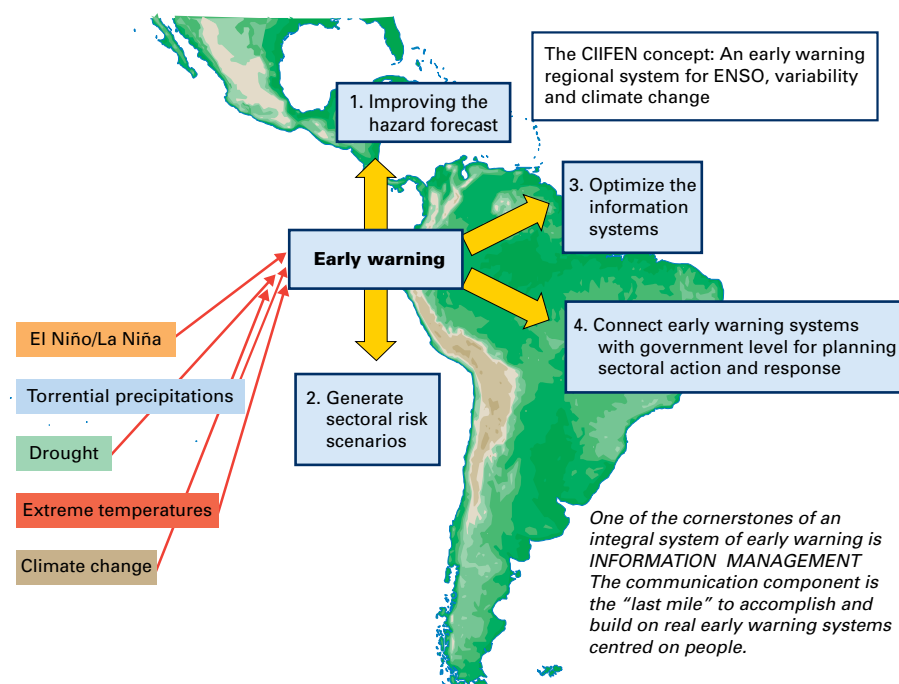 The CIIFEN concept: An early warning
regional system for ENSO, variability
and climate change
1. Improving the
hazard forecast
3. Optimize the
information
systems
Early warning
4. Connect early warning systems
with government level for planning
sectoral action and response
El Niño/La Niña
Torrential precipitations
Drought
Extreme temperatures
Climate change
2. Generate
sectoral risk
scenarios
One of the cornerstones of an
integral system of early warning is
INFORMATION MANAGEMENT
The communication component is
the “last mile” to accomplish and
build on real early warning systems
centred on people.